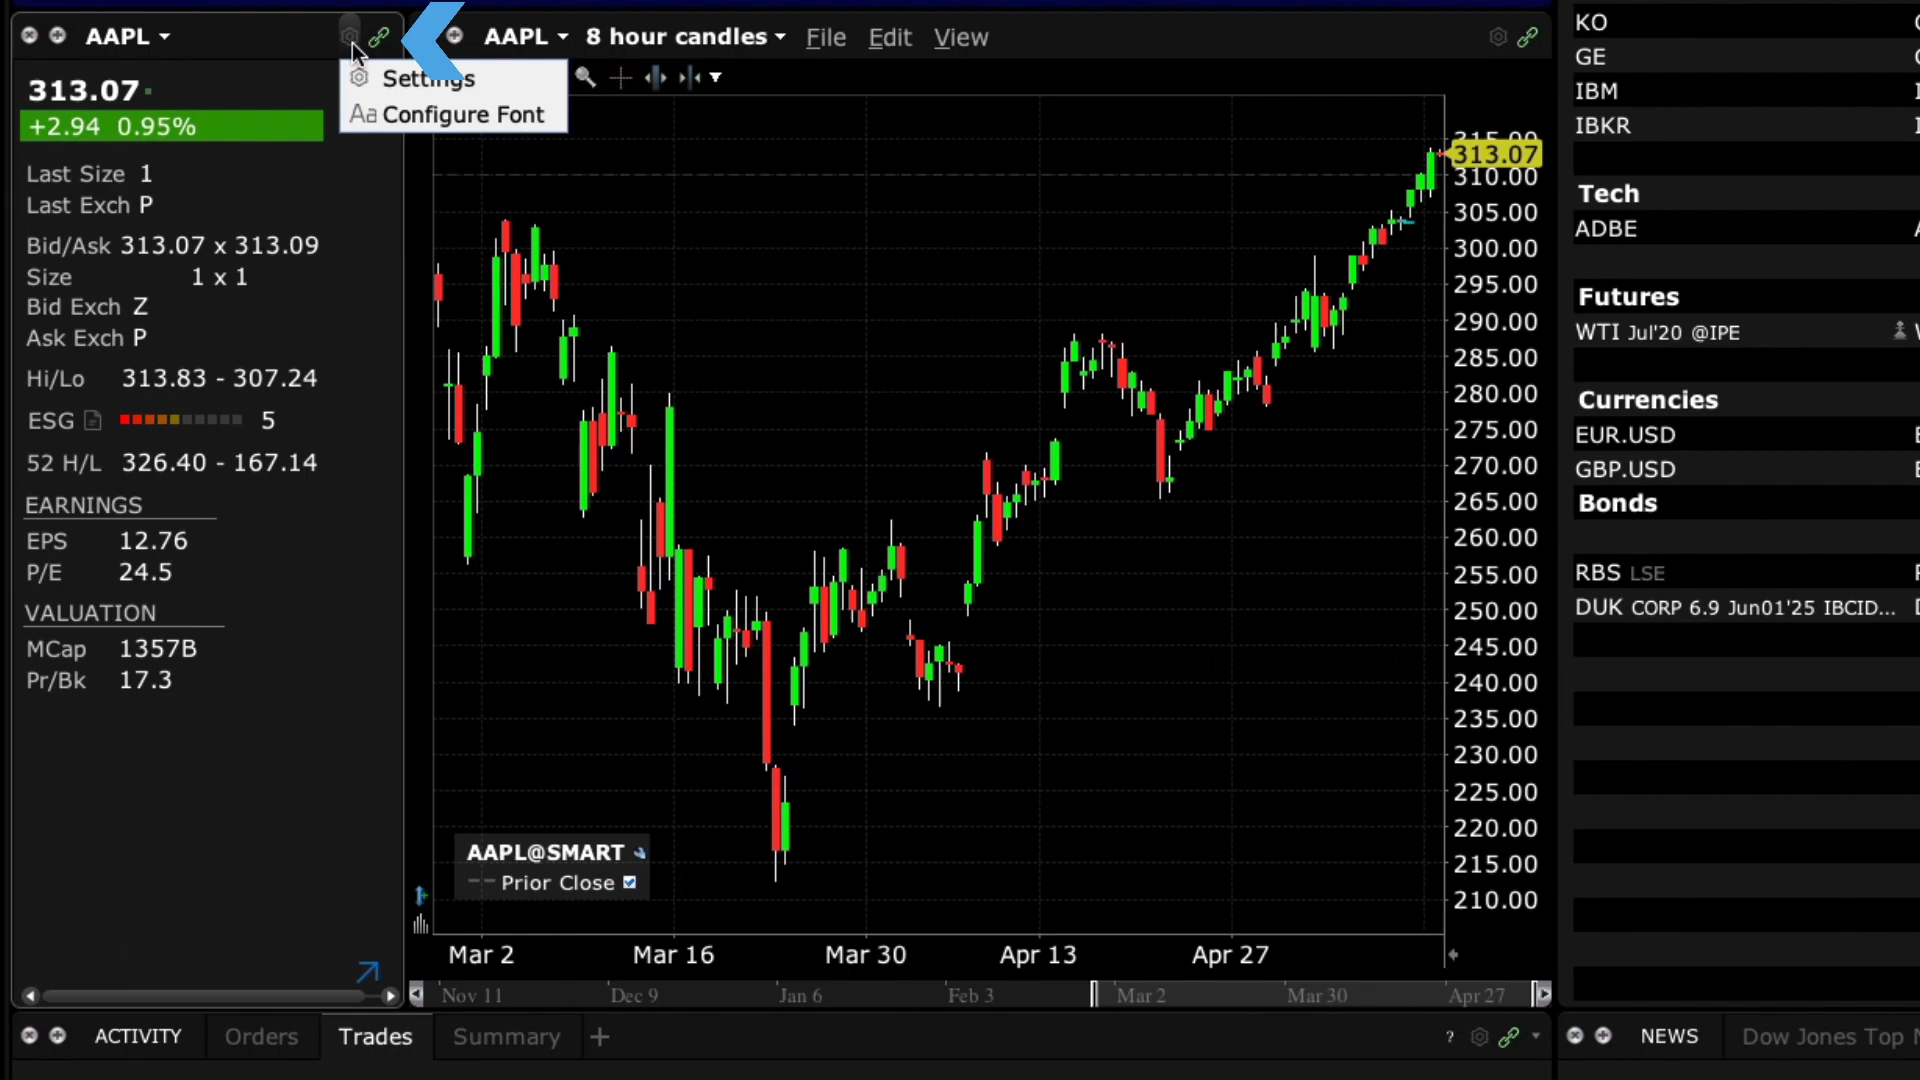 AAPL
313.07
+2.94 0.95%
Last Size 1
Last Exch P
Bid/Ask 313.07 x 313.09
Size 1 x 1
Bid Exch Z
Ask Exch P
Hi/Lo 313.83 - 307.24
ESG 5
52 H/L 326.40 - 167.14
EARNINGS
EPS 12.76
P/E 24.5
VALUATION
MCap 1357B
Pr/Bk 17.3
Settings
Aa Configure Font
AAPL 8 hour candles File Edit View
315.00
313.07
310.00
305.00
300.00
295.00
290.00
285.00
280.00
275.00
270.00
265.00
260.00
255.00
250.00
245.00
240.00
235.00
230.00
225.00
220.00
215.00
210.00
AAPL@SMART
Prior Close
Mar 2 Mar 16 Mar 30 Apr 13 Apr 27
Nov 11 Dec 9 Jan 6 Feb 3 Mar 2 Mar 30 Apr 27
KO
GE
IBM
IBKR
Tech
ADBE
Futures
WTI Jul'20 @IPE
Currencies
EUR.USD
GBP.USD
Bonds
RBS LSE
DUK CORP 6.9 Jun01'25 IBCID...
ACTIVITY Orders Trades Summary + ?
NEWS Dow Jones Top